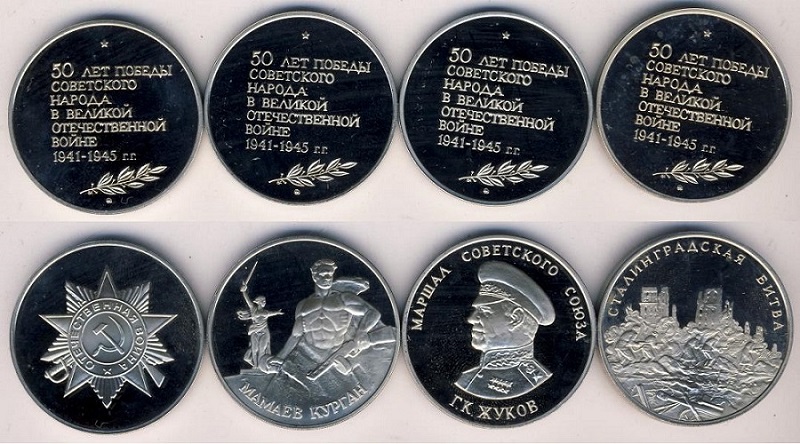 50 ЛЕТ ПОБЕДЫ
СОВЕТСКОГО
НАРОДА
В ВЕЛИКОЙ
ОТЕЧЕСТВЕННОЙ
ВОЙНЕ
1941-1945 г.г.
50 ЛЕТ ПОБЕДЫ
СОВЕТСКОГО
НАРОДА
В ВЕЛИКОЙ
ОТЕЧЕСТВЕННОЙ
ВОЙНЕ
1941-1945 г.г.
50 ЛЕТ ПОБЕДЫ
СОВЕТСКОГО
НАРОДА
В ВЕЛИКОЙ
ОТЕЧЕСТВЕННОЙ
ВОЙНЕ
1941-1945 г.г.
50 ЛЕТ ПОБЕДЫ
СОВЕТСКОГО
НАРОДА
В ВЕЛИКОЙ
ОТЕЧЕСТВЕННОЙ
ВОЙНЕ
1941-1945 г.г.
ОТЕЧЕСТВЕННАЯ ВОЙНА
МАМАЕВ КУРГАН
МАРШАЛ СОВЕТСКОГО СОЮЗА
Г.К. ЖУКОВ
СТАЛИНГРАДСКАЯ БИТВА